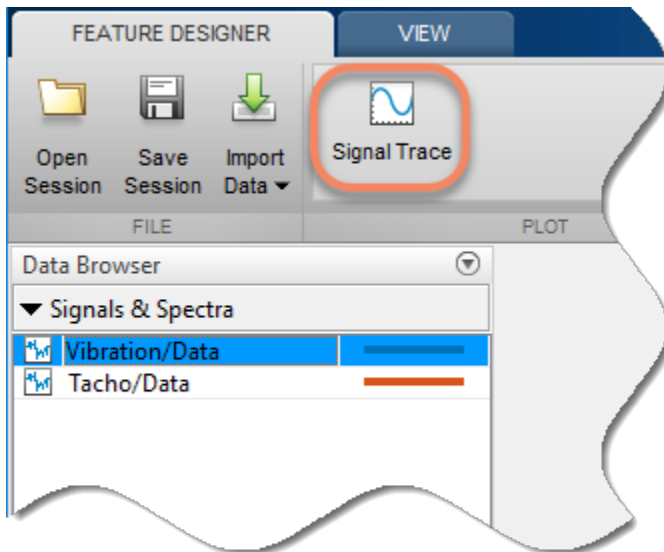 FEATURE DESIGNER VIEW
Open Session Save Session Import Data Signal Trace
FILE PLOT
Data Browser
Signals & Spectra
Vibration/Data
Tacho/Data